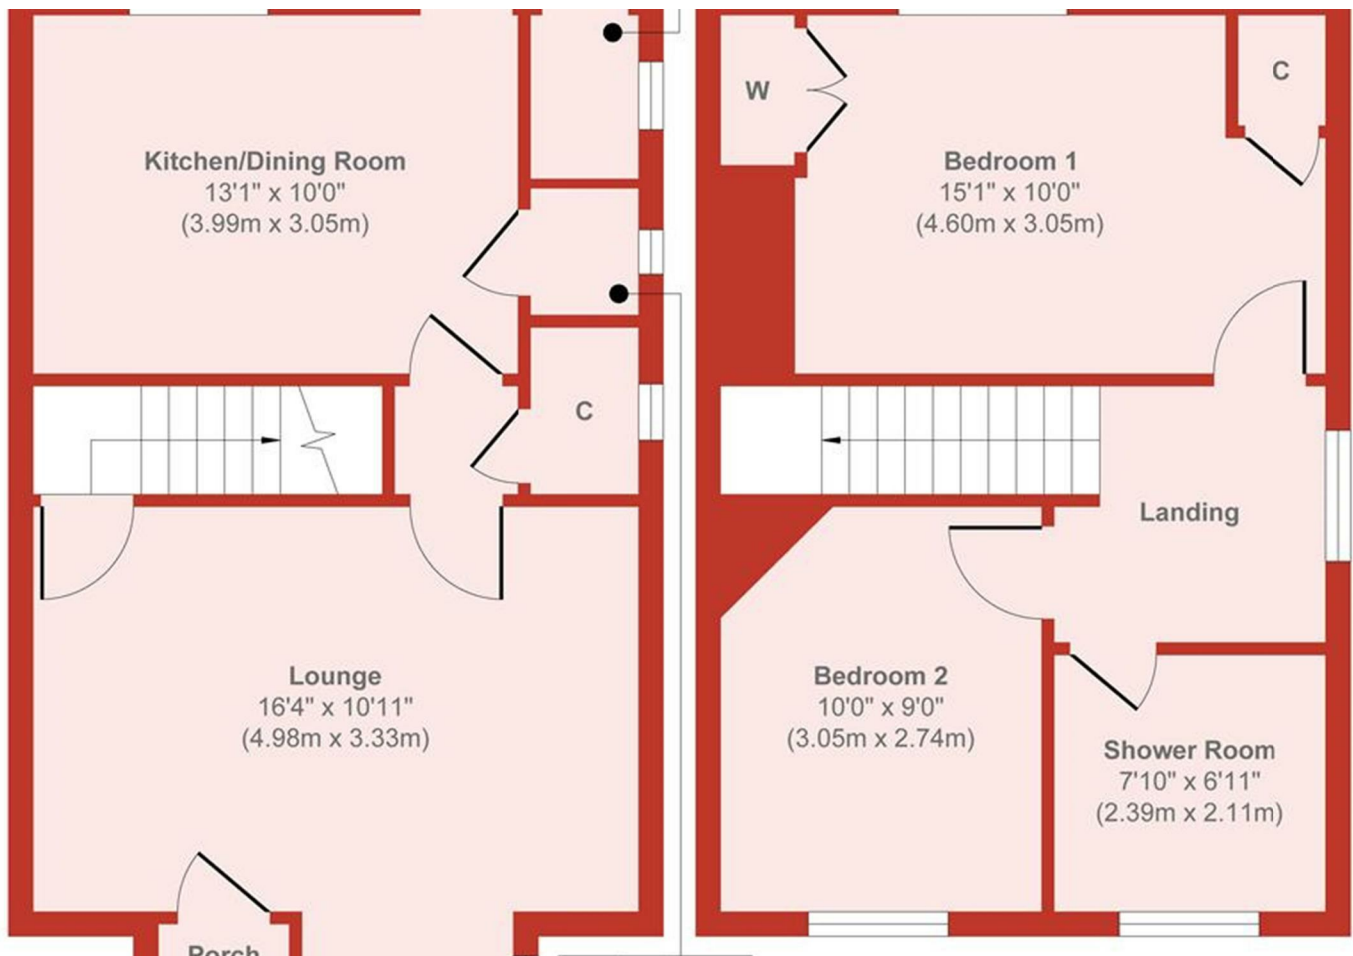 Kitchen/Dining Room
13'1" x 10'0"
(3.99m x 3.05m)
C
Lounge
16'4" x 10'11"
(4.98m x 3.33m)
Porch
W
Bedroom 1
15'1" x 10'0"
(4.60m x 3.05m)
C
Landing
Bedroom 2
10'0" x 9'0"
(3.05m x 2.74m)
Shower Room
7'10" x 6'11"
(2.39m x 2.11m)